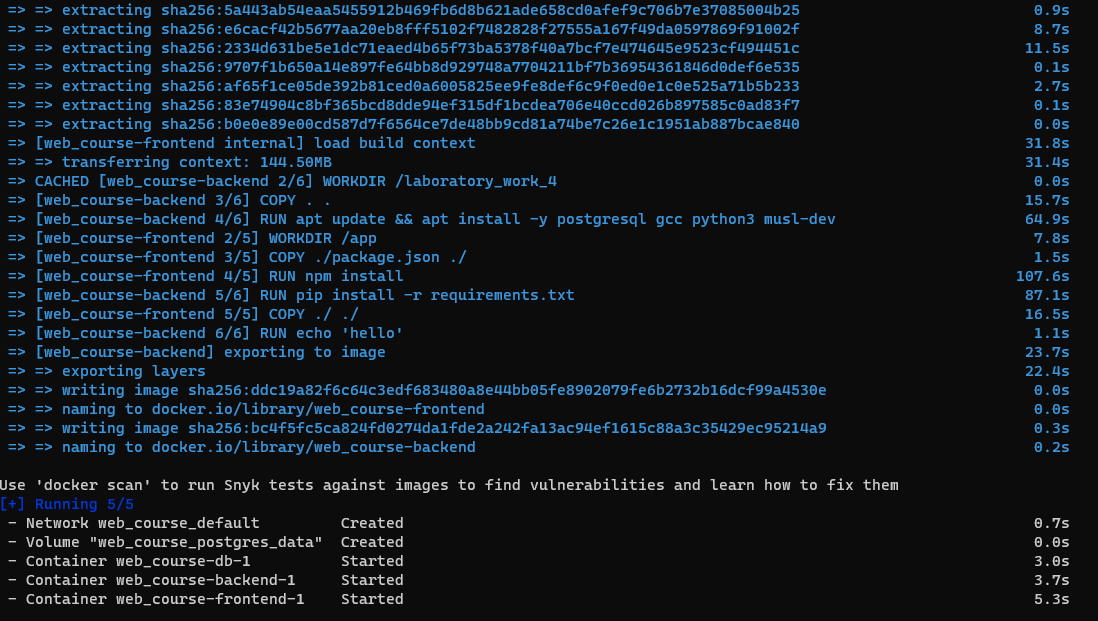 => => extracting sha256:5a443ab54eaa5455912b469fb6d8b621ade658cd0afef9c706b7e37085004b25 0.9s
=> => extracting sha256:e6cacf42b5677aa20eb8fff5102f7482828f27555a167f49da0597869f91002f 8.7s
=> => extracting sha256:2334d631be5e1dc71eaed4b65f73ba5378f40a7bcf7e474645e9523cf494451c 11.5s
=> => extracting sha256:9707f1b650a14e897fe64bb8d929748a7704211bf7b36954361846d0def6e535 0.1s
=> => extracting sha256:af65f1ce05de392b81ced0a6005825ee9fe8def6c9f0ed0e1c0e525a71b5b233 2.7s
=> => extracting sha256:83e74904c8bf365bcd8dde94ef315df1bcdea706e40ccd026b897585c0ad83f7 0.1s
=> => extracting sha256:b0e0e89e00cd587d7f6564ce7de48bb9cd81a74be7c26e1c1951ab887bcae840 0.0s
=> [web_course-frontend internal] load build context 31.8s
=> => transferring context: 144.50MB 31.4s
=> CACHED [web_course-backend 2/6] WORKDIR /laboratory_work_4 0.0s
=> [web_course-backend 3/6] COPY . . 15.7s
=> [web_course-backend 4/6] RUN apt update && apt install -y postgresql gcc python3 musl-dev 64.9s
=> [web_course-frontend 2/5] WORKDIR /app 7.8s
=> [web_course-frontend 3/5] COPY ./package.json ./ 1.5s
=> [web_course-frontend 4/5] RUN npm install 107.6s
=> [web_course-backend 5/6] RUN pip install -r requirements.txt 87.1s
=> [web_course-frontend 5/5] COPY ./ ./ 16.5s
=> [web_course-backend 6/6] RUN echo 'hello' 1.1s
=> [web_course-backend] exporting to image 23.7s
=> => exporting layers 22.4s
=> => writing image sha256:ddc19a82f6c64c3edf683480a8e44bb05fe8902079fe6b2732b16dcf99a4530e 0.0s
=> => naming to docker.io/library/web_course-frontend 0.0s
=> => writing image sha256:bc4f5fc5ca824fd0274da1fde2a242fa13ac94ef1615c88a3c35429ec95214a9 0.3s
=> => naming to docker.io/library/web_course-backend 0.2s
Use 'docker scan' to run Snyk tests against images to find vulnerabilities and learn how to fix them
[+] Running 5/5
- Network web_course_default Created 0.7s
- Volume "web_course_postgres_data" Created 0.0s
- Container web_course-db-1 Started 3.0s
- Container web_course-backend-1 Started 3.7s
- Container web_course-frontend-1 Started 5.3s